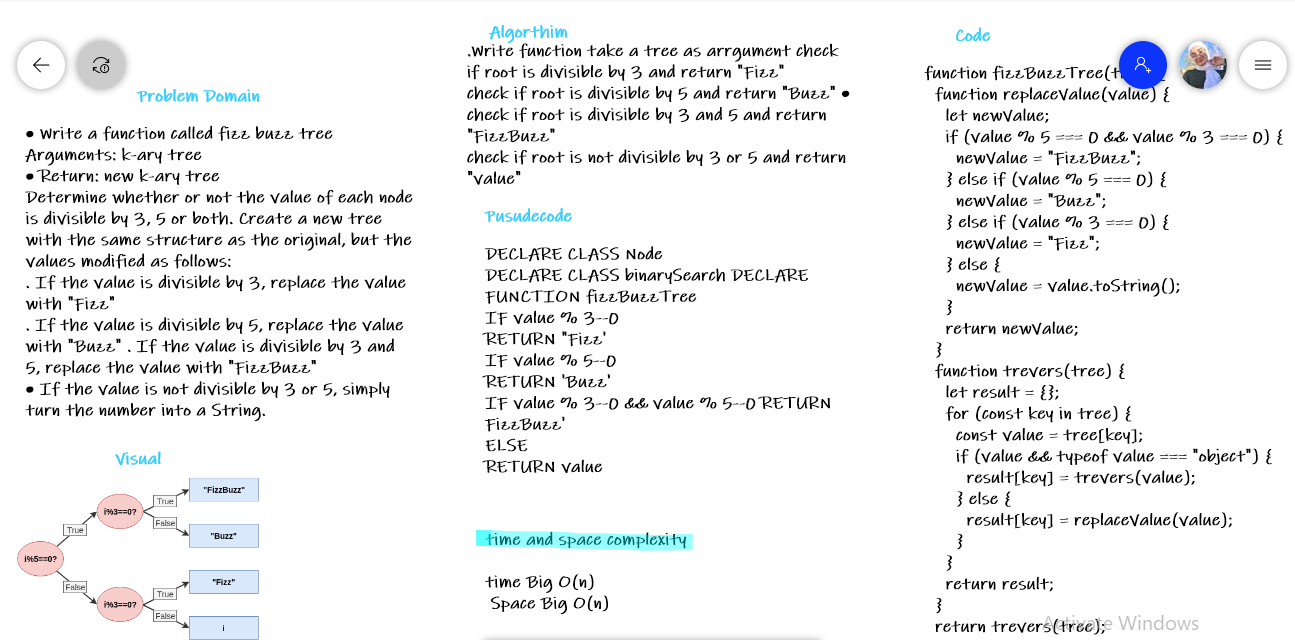 Problem Domain
• Write a function called fizz buzz tree
Arguments: k-ary tree
• Return: new k-ary tree
Determine whether or not the value of each node
is divisible by 3, 5 or both. Create a new tree
with the same structure as the original, but the
values modified as follows:
. If the value is divisible by 3, replace the value
with "Fizz"
. If the value is divisible by 5, replace the value
with "Buzz" . If the value is divisible by 3 and
5, replace the value with "FizzBuzz"
• If the value is not divisible by 3 or 5, simply
turn the number into a String.
Visual
i%5==0?
True
False
i%3==0?
True
False
"FizzBuzz"
"Buzz"
i%3==0?
True
False
"Fizz"
i
Algorthim
.Write function take a tree as arrgument check
if root is divisible by 3 and return "Fizz"
check if root is divisible by 5 and return "Buzz" •
check if root is divisible by 3 and 5 and return
"FizzBuzz"
check if root is not divisible by 3 or 5 and return
"value"
Pusudecode
DECLARE CLASS Node
DECLARE CLASS binarySearch DECLARE
FUNCTION fizzBuzzTree
IF value % 3--0
RETURN "Fizz'
IF value % 5--0
RETURN 'Buzz'
IF value % 3--0 && value % 5--0 RETURN
FizzBuzz'
ELSE
RETURN value
time and space complexity
time Big O(n)
Space Big O(n)
Code
function fizzBuzzTree(
function replaceValue(value) {
let newValue;
if (value % 5 === 0 && value % 3 === 0) {
newValue = "FizzBuzz";
} else if (value % 5 === 0) {
newValue = "Buzz";
} else if (value % 3 === 0) {
newValue = "Fizz";
} else {
newValue = value.toString();
}
return newValue;
}
function trevers(tree) {
let result = {};
for (const key in tree) {
const value = tree[key];
if (value && typeof value === "object") {
result[key] = trevers(value);
} else {
result[key] = replaceValue(value);
}
}
return result;
}
return trevers(tree);
Activate Windows